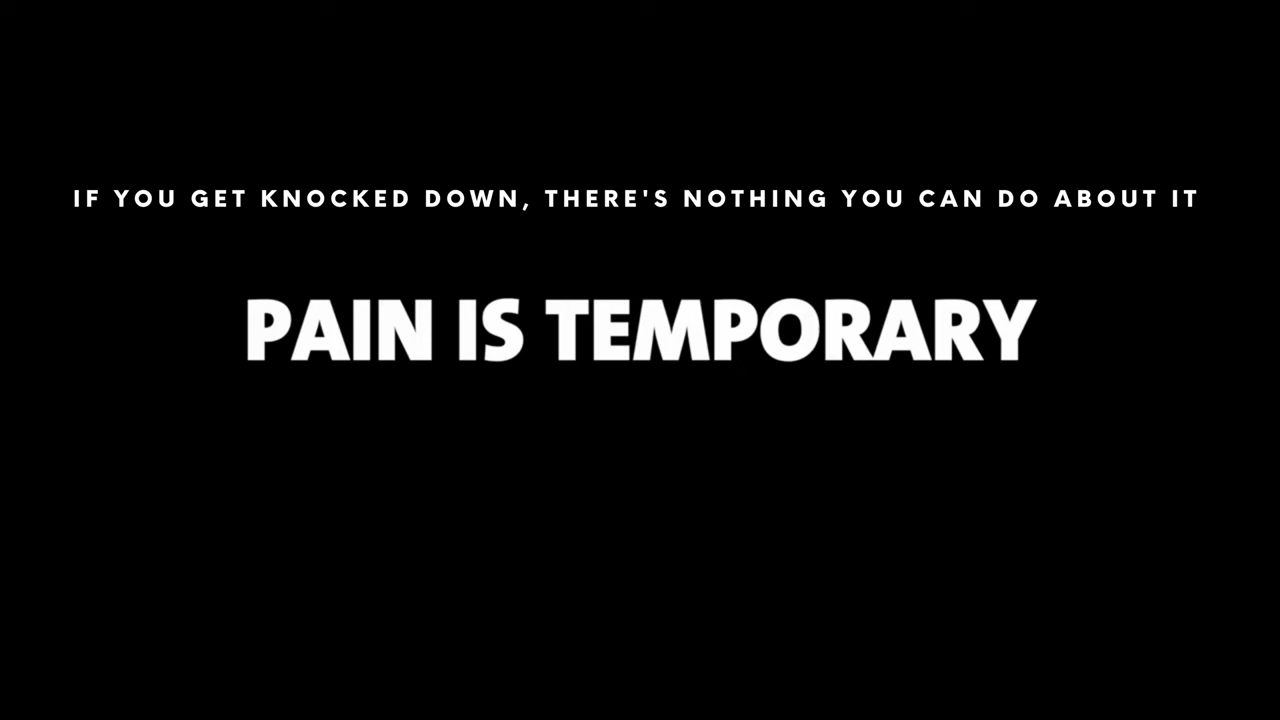 IF YOU GET KNOCKED DOWN, THERE'S NOTHING YOU CAN DO ABOUT IT
PAIN IS TEMPORARY